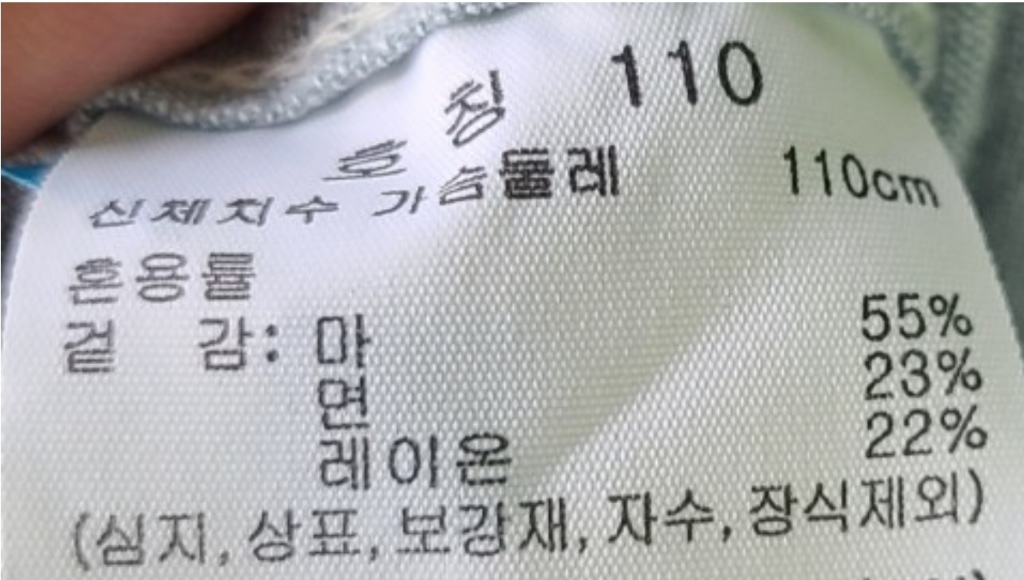 호칭 110
신체치수 가슴둘레 110cm
혼용률
겉 감: 마 55%
면 23%
레이온 22%
(심지, 상표, 보강재, 자수, 장식제외)